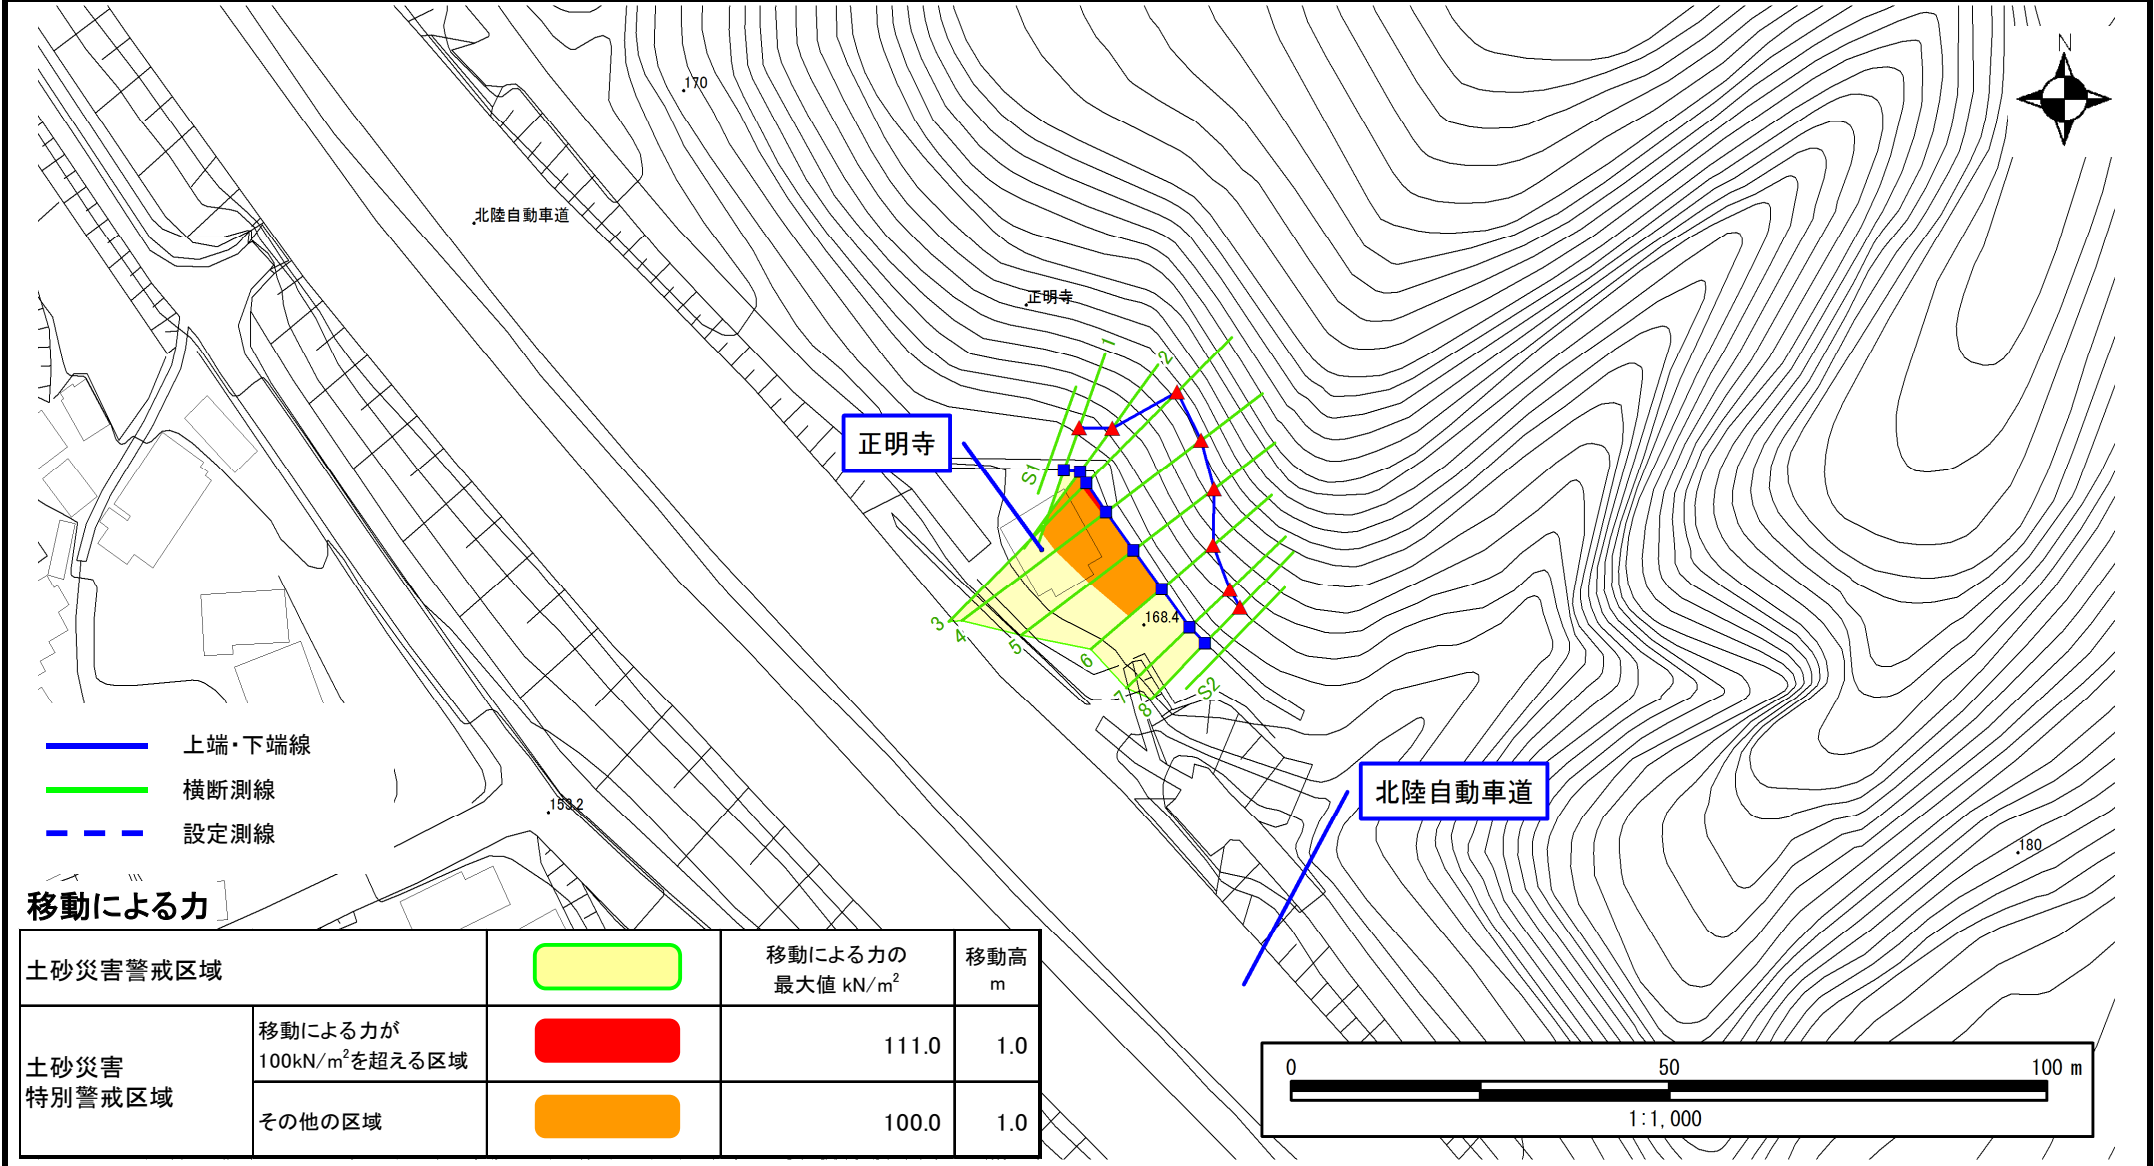 N
170
北陸自動車道
正明寺
1
2
正明寺
S1
168.4
3
4
5
6
7
8
S2
上端・下端線
横断測線
設定測線
153.2
北陸自動車道
180
移動による力
土砂災害警戒区域
移動による力の
最大値 kN/m²
移動高
m
土砂災害
特別警戒区域
移動による力が
100kN/m²を超える区域
111.0
1.0
その他の区域
100.0
1.0
0
50
100 m
1:1,000